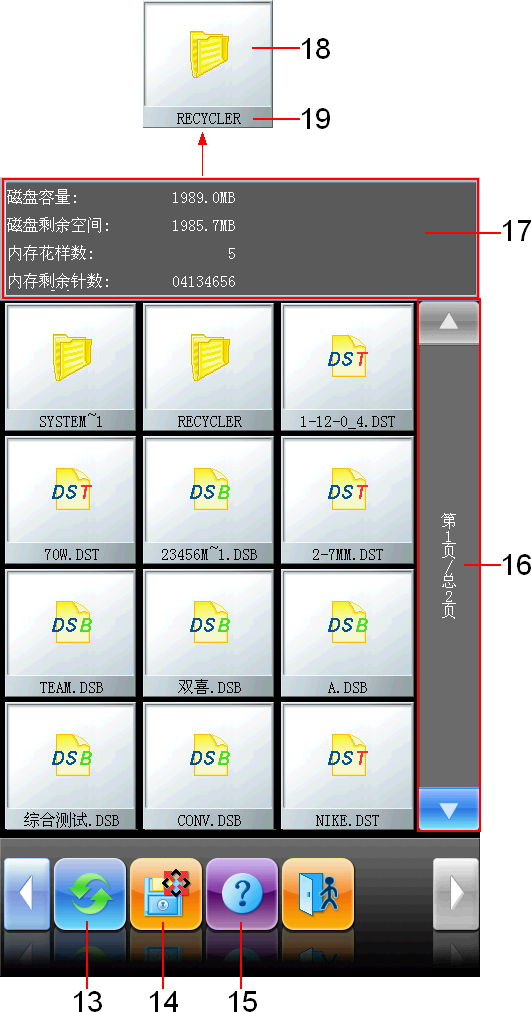 18
RECYCLER
19
磁盘容量: 1989.0MB
磁盘剩余空间: 1985.7MB
17
内存花样数: 5
内存剩余针数: 04134656
SYSTEM~1
RECYCLER
1-12-0_4.DST
DST
DST
70W.DST
DSB
23456M~1.DSB
DST
2-7MM.DST
第1页/总2页
16
DSB
TEAM.DSB
DSB
双喜.DSB
DSB
A.DSB
DSB
综合测试.DSB
DSB
CONV.DSB
DST
NIKE.DST
?
13
14
15